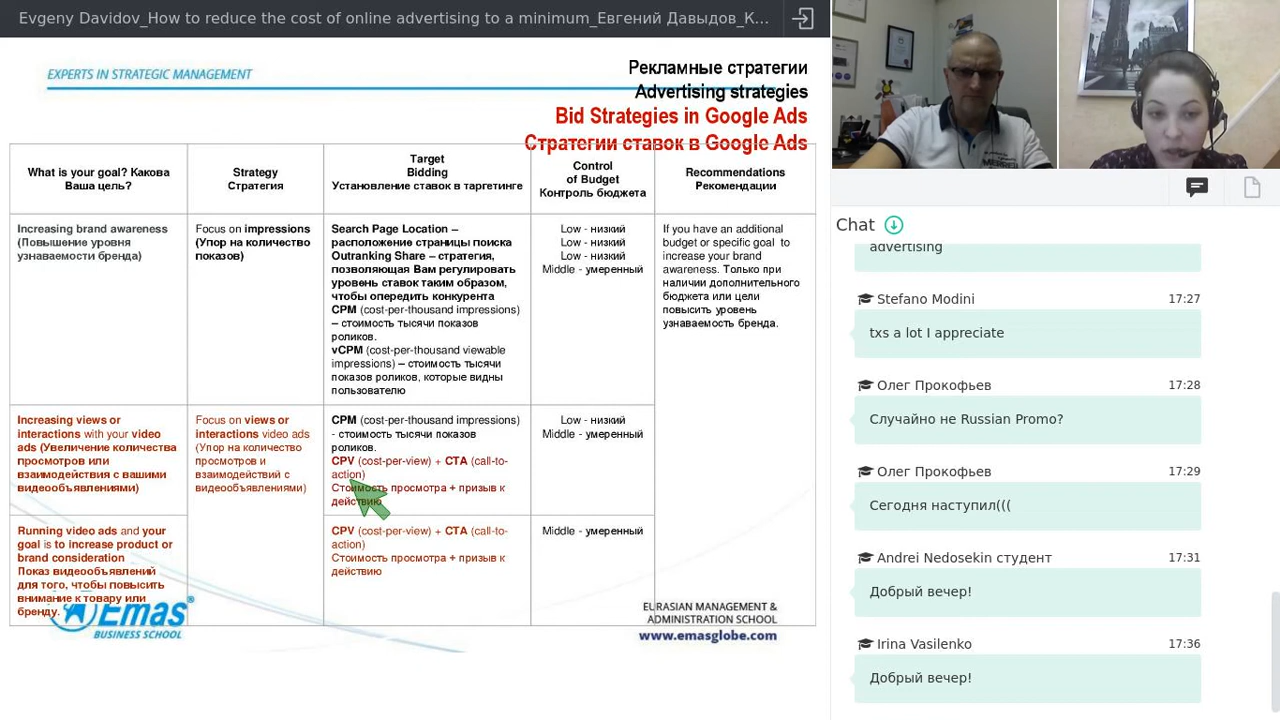 Evgeny Davidov_How to reduce the cost of online advertising to a minimum_Евгений Давыдов_К...
EXPERTS IN STRATEGIC MANAGEMENT
Рекламные стратегии
Advertising strategies
Bid Strategies in Google Ads
Стратегии ставок в Google Ads
What is your goal? Какова
Ваша цель?
Strategy
Стратегия
Target
Bidding
Установление ставок в таргетинге
Control
of Budget
Контроль бюджета
Recommendations
Рекомендации
Increasing brand awareness
(Повышение уровня
узнаваемости бренда)
Focus on impressions
(Упор на количество
показов)
Search Page Location –
расположение страницы поиска
Outranking Share – стратегия,
позволяющая Вам регулировать
уровень ставок таким образом,
чтобы опередить конкурента
CPM (cost-per-thousand impressions)
– стоимость тысячи показов
роликов.
vCPM (cost-per-thousand viewable
impressions) – стоимость тысячи
показов роликов, которые видны
пользователю
Low - низкий
Low - низкий
Low - низкий
Middle - умеренный
If you have an additional
budget or specific goal to
increase your brand
awareness. Только при
наличии дополнительного
бюджета или цели
повысить уровень
узнаваемость бренда.
Increasing views or
interactions with your video
ads (Увеличение количества
просмотров или
взаимодействия с вашими
видеообъявлениями)
Focus on views or
interactions video ads
(Упор на количество
просмотров и
взаимодействий с
видеообъявлениями)
CPM (cost-per-thousand impressions)
- стоимость тысячи показов
роликов.
CPV (cost-per-view) + CTA (call-to-
action)
Стоимость просмотра + призыв к
действию
Low - низкий
Middle - умеренный
Running video ads and your
goal is to increase product or
brand consideration
Показ видеообъявлений
для того, чтобы повысить
внимание к товару или
бренду.
CPV (cost-per-view) + CTA (call-to-
action)
Стоимость просмотра + призыв к
действию
Middle - умеренный
Emas®
BUSINESS SCHOOL
EURASIAN MANAGEMENT &
ADMINISTRATION SCHOOL
www.emasglobe.com
Chat
advertising
Stefano Modini 17:27
txs a lot I appreciate
Олег Прокофьев 17:28
Случайно не Russian Promo?
Олег Прокофьев 17:29
Сегодня наступил(((
Andrei Nedosekin студент 17:31
Добрый вечер!
Irina Vasilenko 17:36
Добрый вечер!